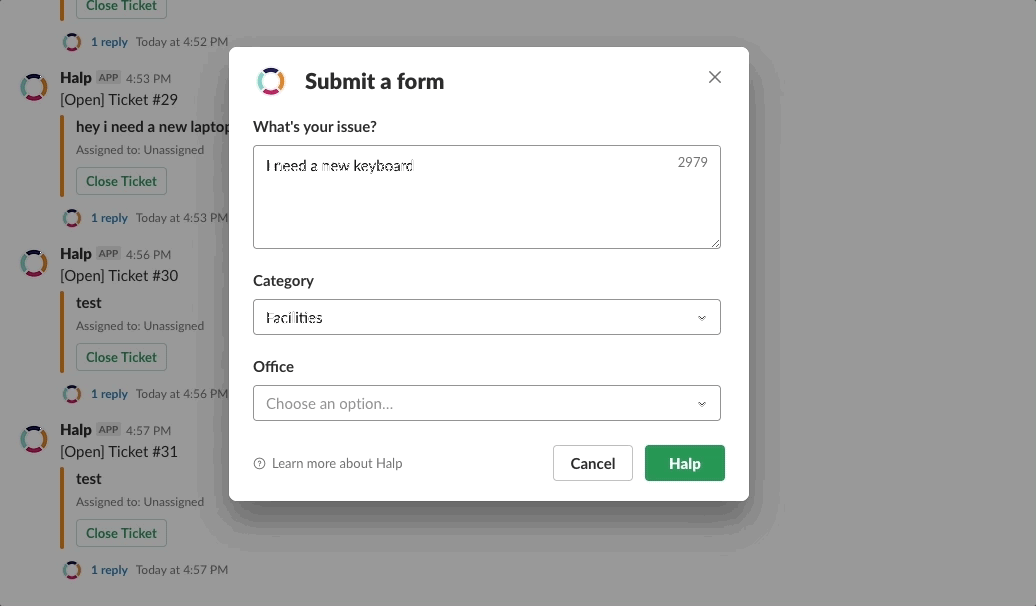 Close Ticket
1 reply Today at 4:52 PM
Halp APP 4:53 PM
[Open] Ticket #29
hey i need a new laptop
Assigned to: Unassigned
Close Ticket
1 reply Today at 4:53 PM
Halp APP 4:56 PM
[Open] Ticket #30
test
Assigned to: Unassigned
Close Ticket
1 reply Today at 4:56 PM
Halp APP 4:57 PM
[Open] Ticket #31
test
Assigned to: Unassigned
Close Ticket
1 reply Today at 4:57 PM
Submit a form
What's your issue?
I need a new keyboard
2979
Category
Facilities
Office
Choose an option...
Learn more about Halp
Cancel
Halp